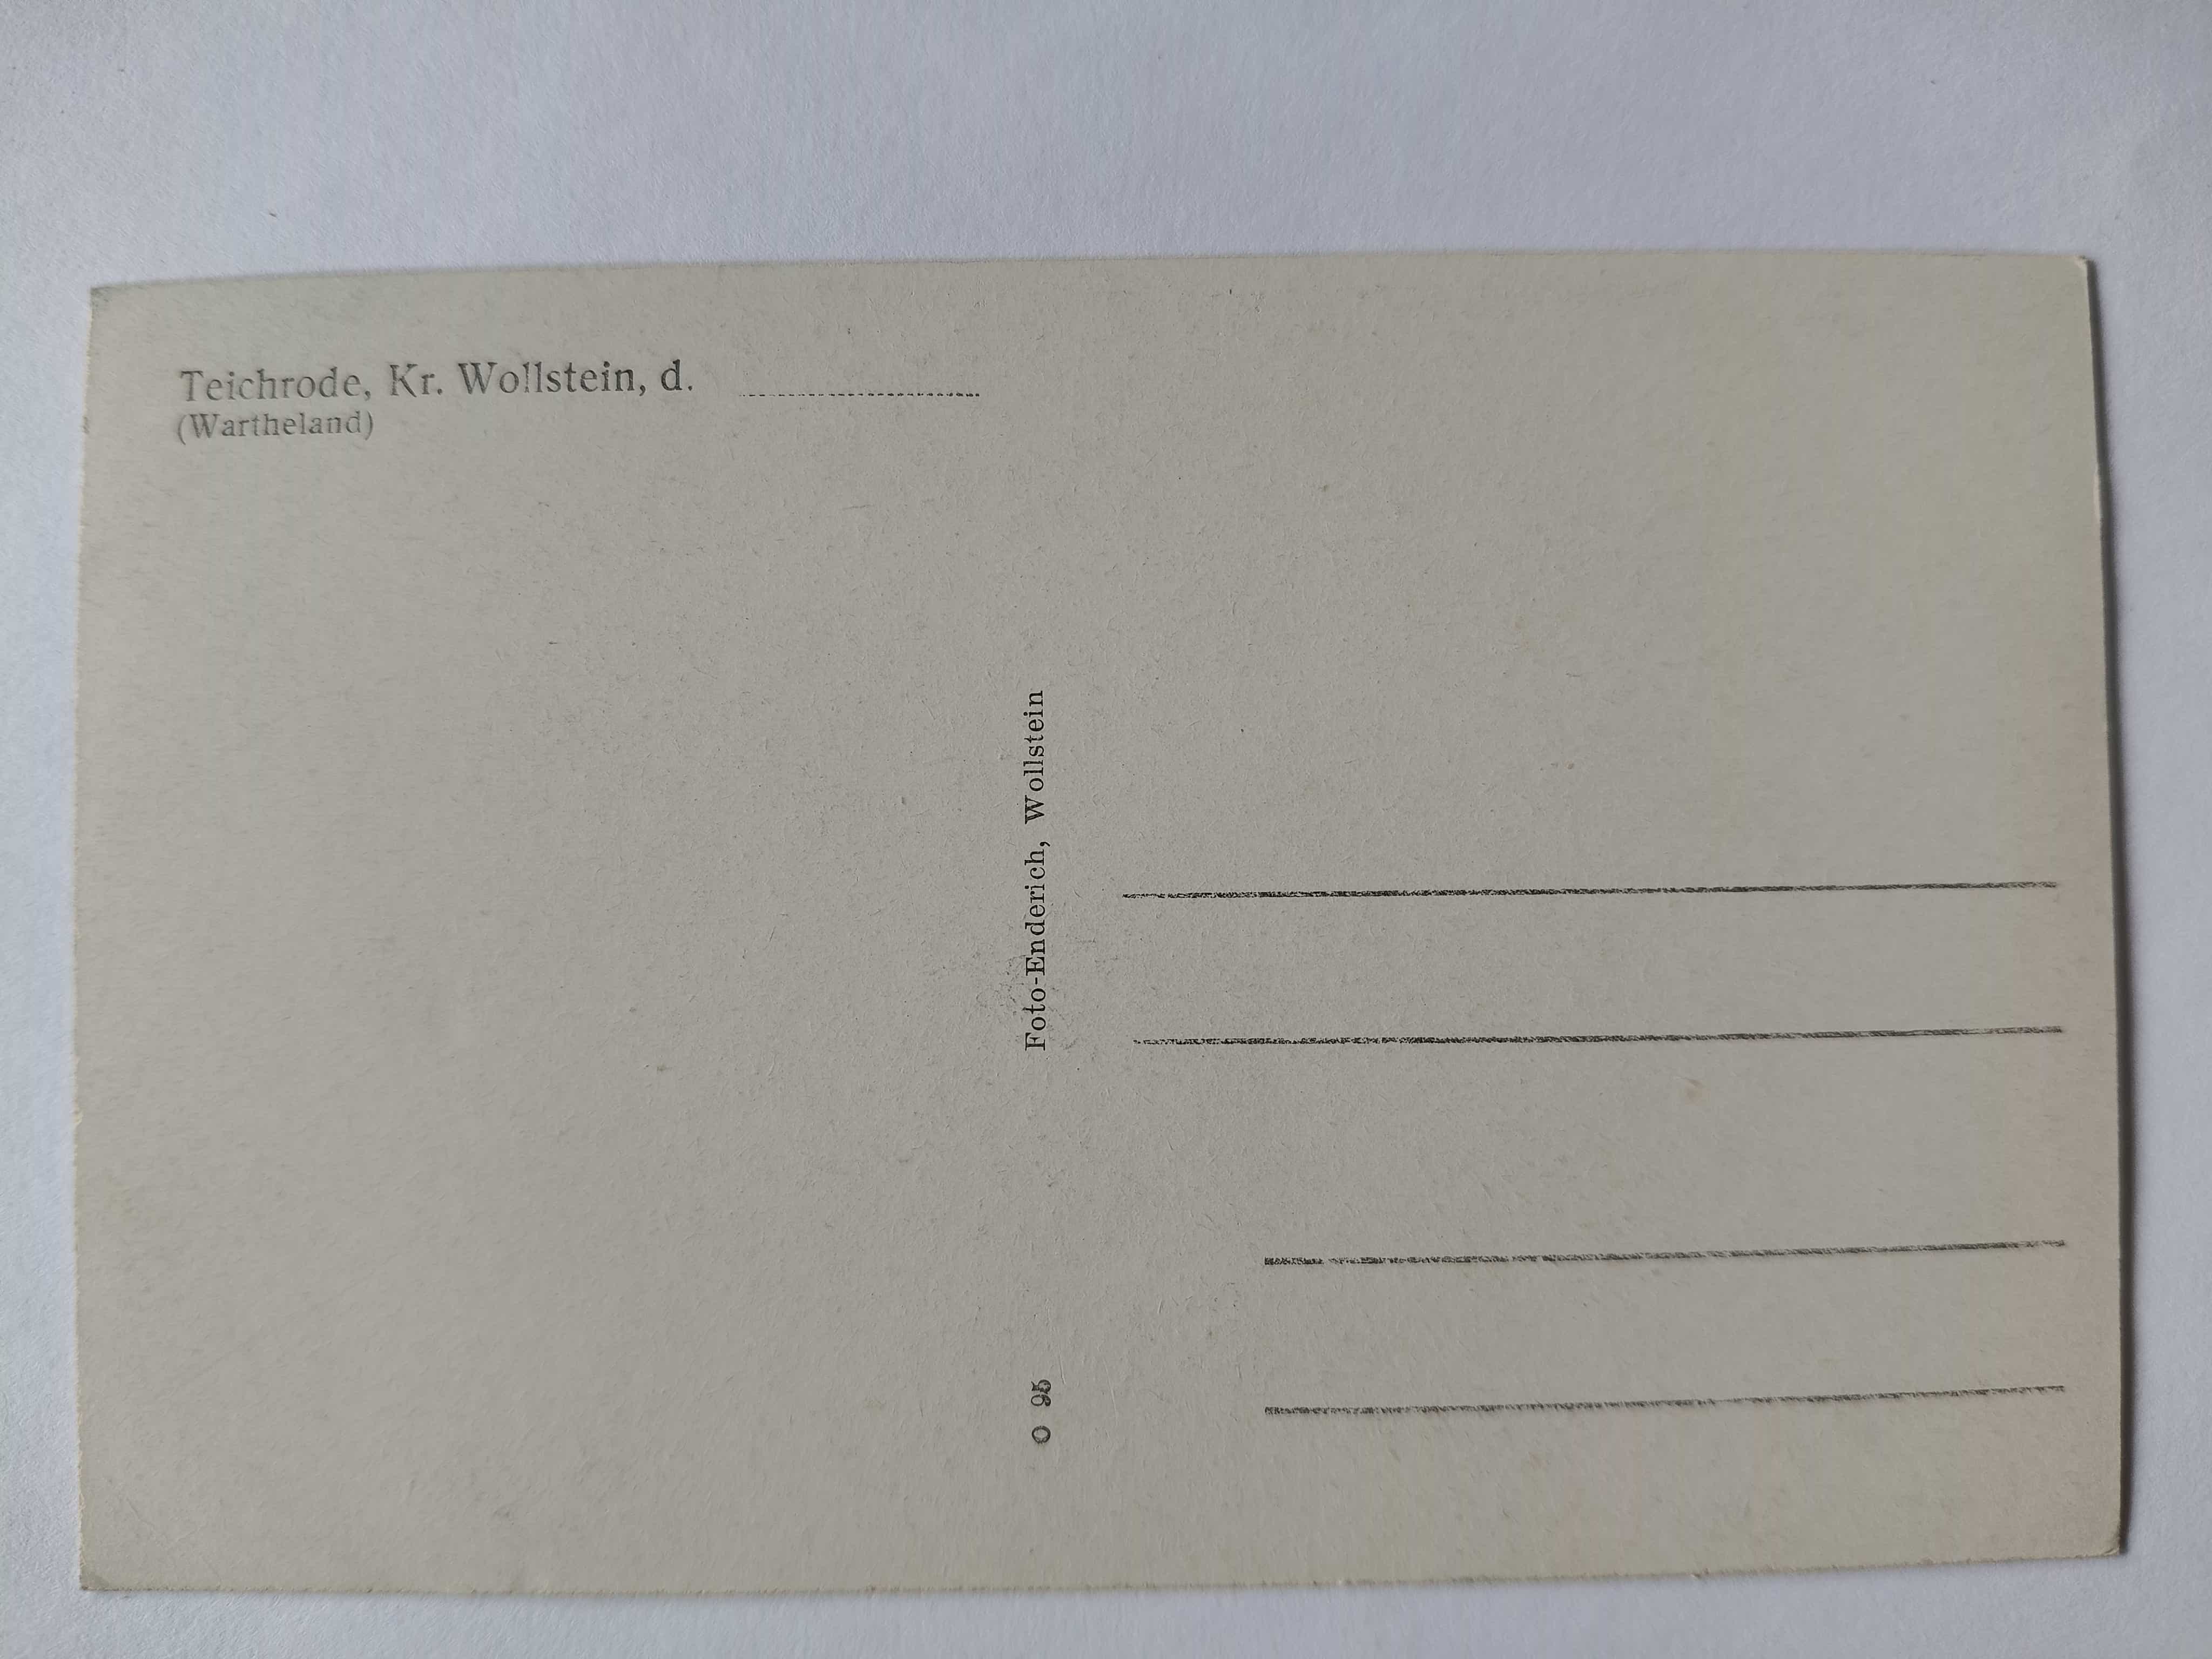 Teichrode, Kr. Wollstein, d.
(Wartheland)
Foto-Enderich, Wollstein
O 95